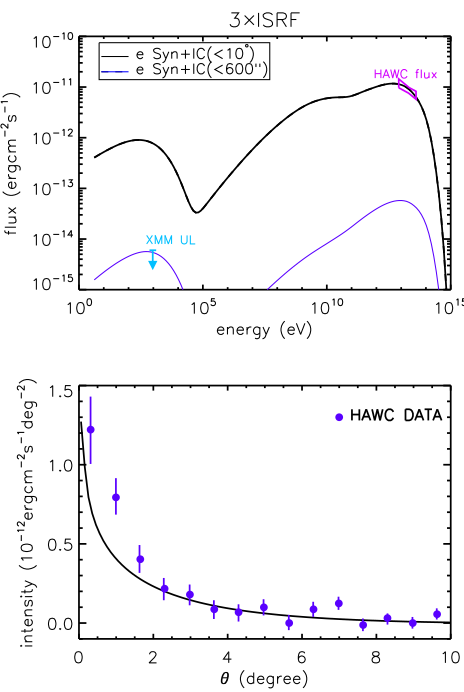 3×ISRF
e Syn+IC(<10°)
e Syn+IC(<600")
HAWC flux
XMM UL
flux (ergcm⁻²s⁻¹)
10⁻¹⁰
10⁻¹¹
10⁻¹²
10⁻¹³
10⁻¹⁴
10⁻¹⁵
10⁰ 10⁵ 10¹⁰ 10¹⁵
energy (eV)
HAWC DATA
intensity (10⁻¹²ergcm⁻²s⁻¹deg⁻²)
1.5
1.0
0.5
0.0
0 2 4 6 8 10
θ (degree)